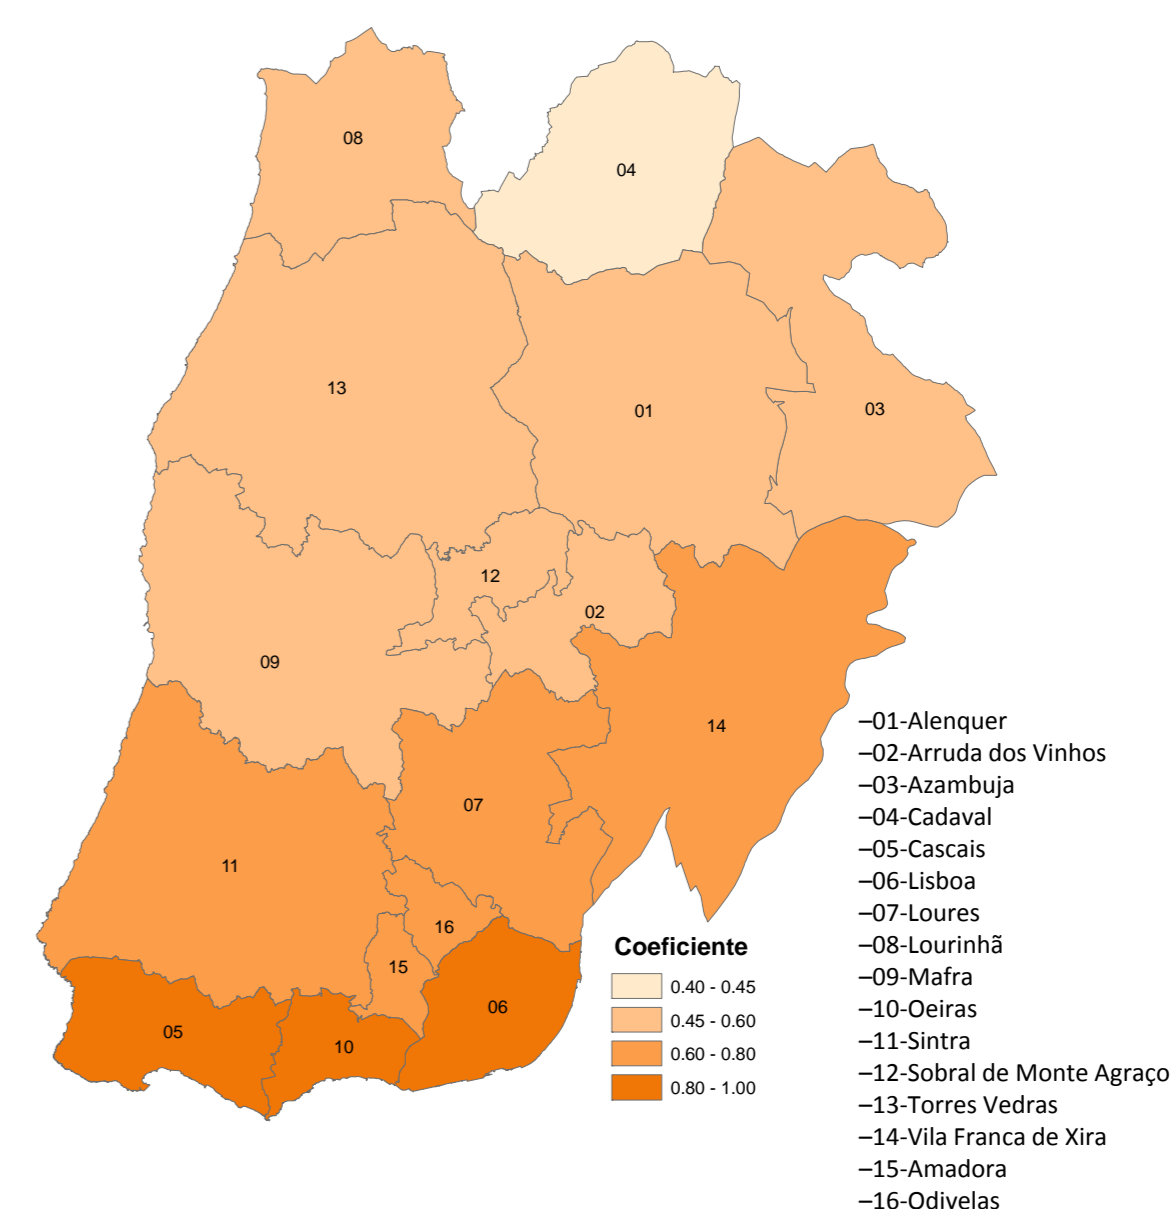 08
04
13
01
03
12
02
09
14
07
11
16
15
06
05
10
Coeficiente
0.40 - 0.45
0.45 - 0.60
0.60 - 0.80
0.80 - 1.00
–01-Alenquer
–02-Arruda dos Vinhos
–03-Azambuja
–04-Cadaval
–05-Cascais
–06-Lisboa
–07-Loures
–08-Lourinhã
–09-Mafra
–10-Oeiras
–11-Sintra
–12-Sobral de Monte Agraço
–13-Torres Vedras
–14-Vila Franca de Xira
–15-Amadora
–16-Odivelas